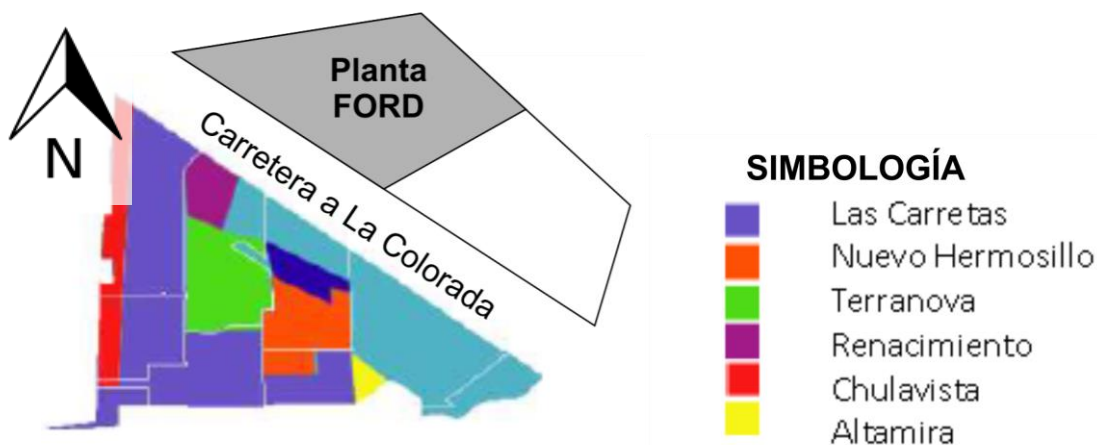 Planta
FORD
N
Carretera a La Colorada
SIMBOLOGÍA
Las Carretas
Nuevo Hermosillo
Terranova
Renacimiento
Chulavista
Altamira